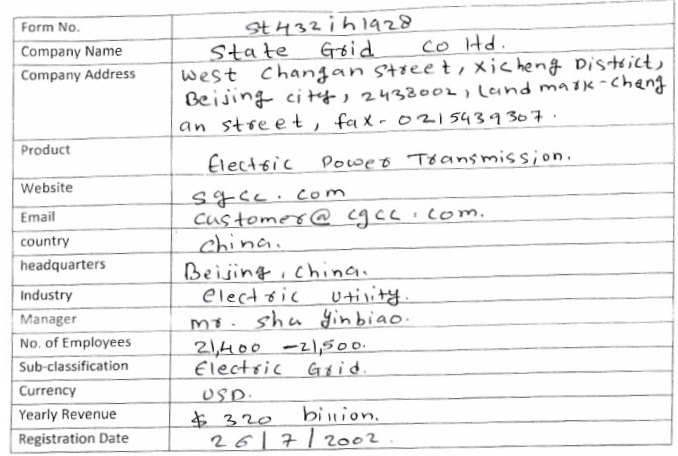 Form No. st432ih1928
Company Name State Grid co ltd.
Company Address West Changan Street, Xicheng District,
Beijing city, 2438002, Land mark-Chang
an street, fax-0215439307.
Product Electric Power Transmission.
Website sgcc.com
Email customer@cgcc.com.
country China.
headquarters Beijing, China.
Industry Electric Utility.
Manager mr. shu Yinbiao.
No. of Employees 21,400 -21,500.
Sub-classification Electric Grid.
Currency USD.
Yearly Revenue $ 320 billion.
Registration Date 26/7/2002.